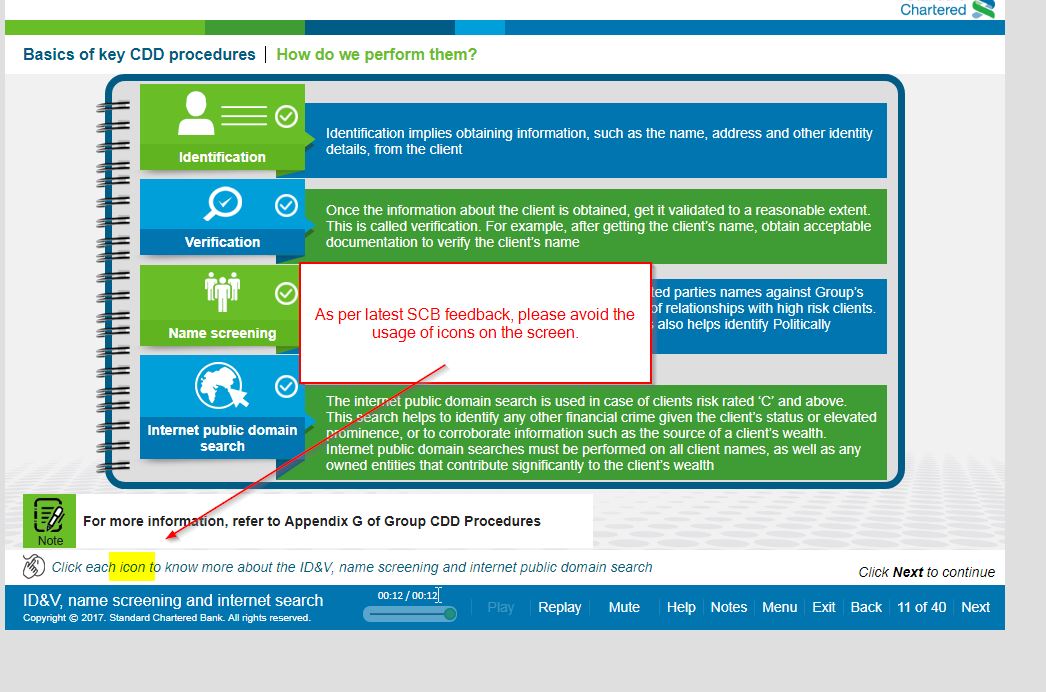 Chartered
Basics of key CDD procedures | How do we perform them?
Identification
Identification implies obtaining information, such as the name, address and other identity
details, from the client
Verification
Once the information about the client is obtained, get it validated to a reasonable extent.
This is called verification. For example, after getting the client's name, obtain acceptable
documentation to verify the client's name
Name screening
parties names against Group's
of relationships with high risk clients.
also helps identify Politically
As per latest SCB feedback, please avoid the
usage of icons on the screen.
Internet public domain
search
The internet public domain search is used in case of clients risk rated ‘C’ and above.
This search helps to identify any other financial crime given the client’s status or elevated
prominence, or to corroborate information such as the source of a client’s wealth.
Internet public domain searches must be performed on all client names, as well as any
owned entities that contribute significantly to the client’s wealth
Note
For more information, refer to Appendix G of Group CDD Procedures
Click each icon to know more about the ID&V, name screening and internet public domain search
Click Next to continue
ID&V, name screening and internet search
Copyright © 2017. Standard Chartered Bank. All rights reserved.
00:12 / 00:12
Play Replay Mute Help Notes Menu Exit Back 11 of 40 Next